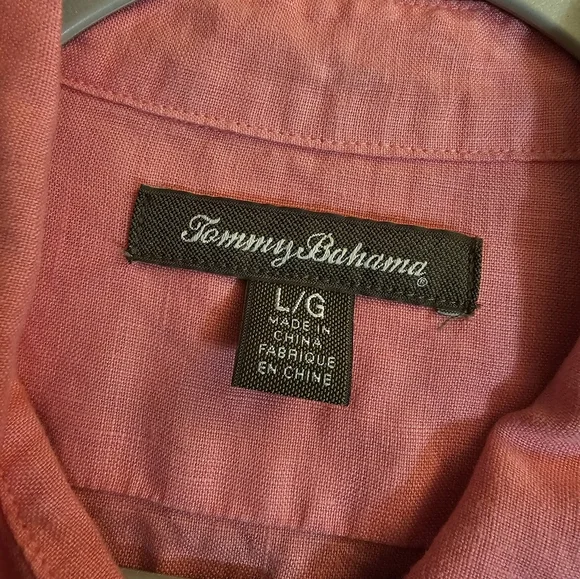 Tommy Bahama®
L/G
MADE IN
CHINA
FABRIQUE
EN CHINE